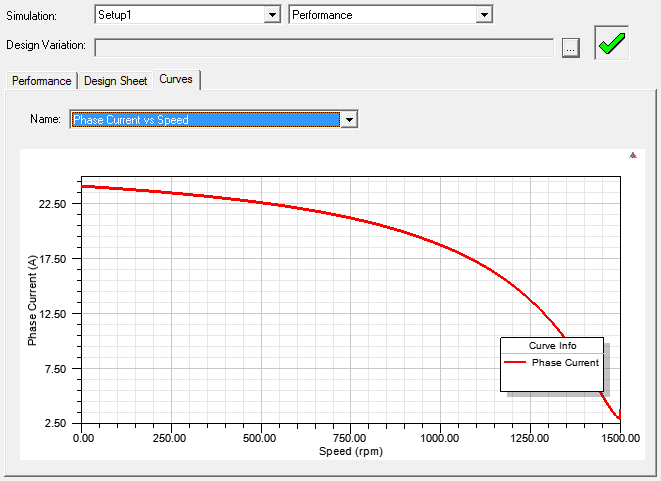 Simulation: Setup1 Performance
Design Variation: ...
Performance Design Sheet Curves
Name: Phase Current vs Speed
22.50
17.50
12.50
7.50
2.50
Phase Current (A)
Curve Info
Phase Current
0.00 250.00 500.00 750.00 1000.00 1250.00 1500.00
Speed (rpm)